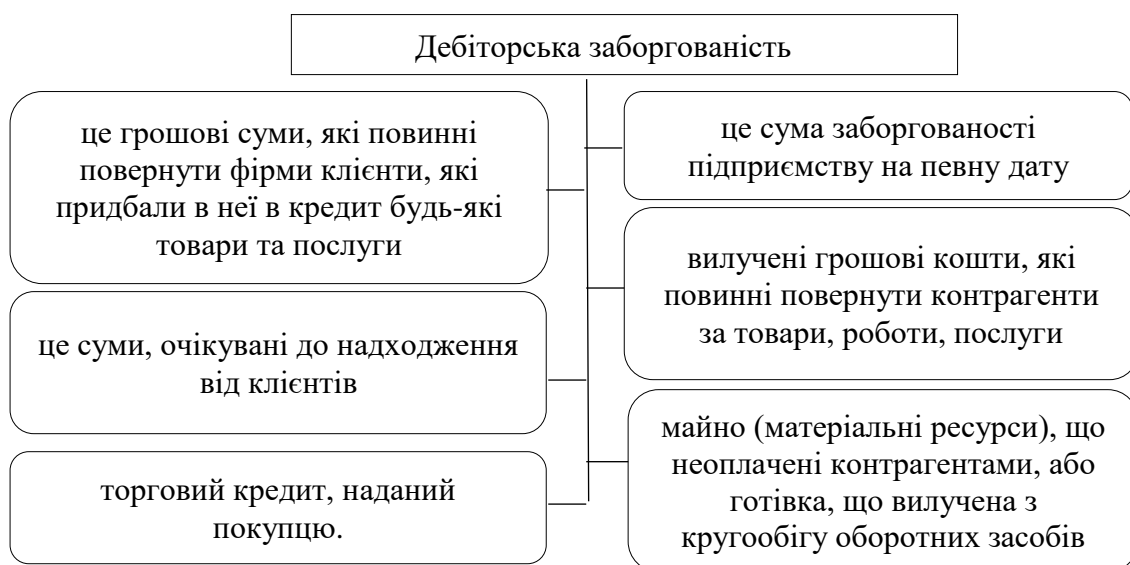 Дебіторська заборгованість
це грошові суми, які повинні
повернути фірми клієнти, які
придбали в неї в кредит будь-які
товари та послуги
це суми, очікувані до надходження
від клієнтів
торговий кредит, наданий
покупцю.
це сума заборгованості
підприємству на певну дату
вилучені грошові кошти, які
повинні повернути контрагенти
за товари, роботи, послуги
майно (матеріальні ресурси), що
неоплачені контрагентами, або
готівка, що вилучена з
кругообігу оборотних засобів